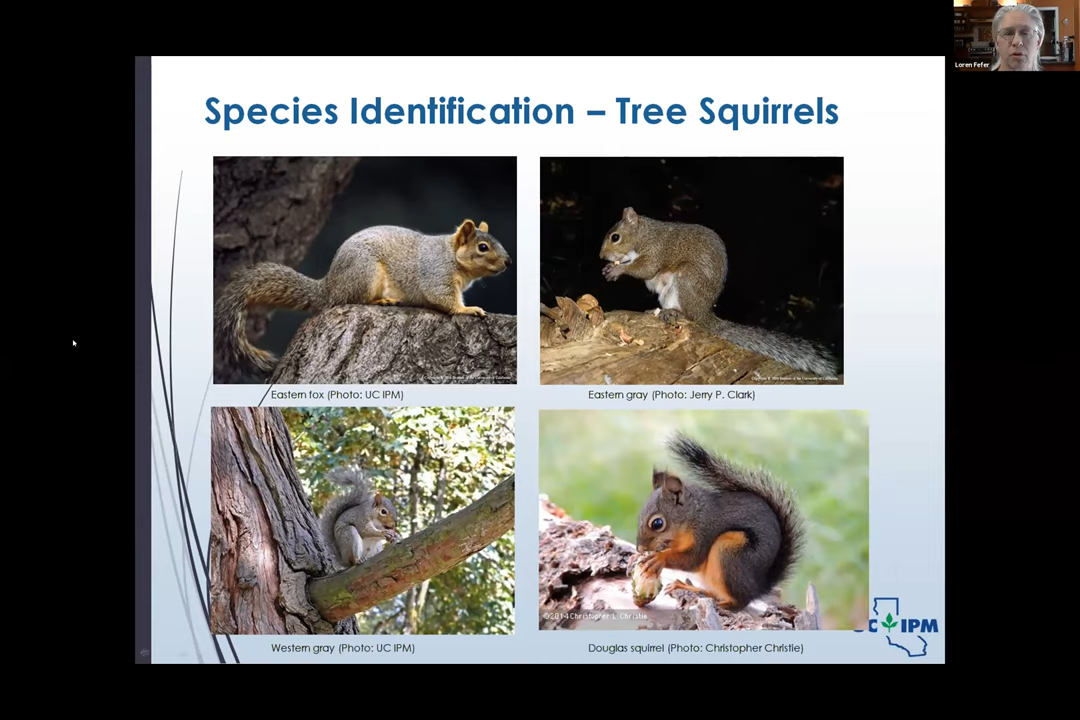 Loren Fefer
Species Identification – Tree Squirrels
Eastern fox (Photo: UC IPM)
Eastern gray (Photo: Jerry P. Clark)
©2014 Christopher L. Christie
UC IPM
Western gray (Photo: UC IPM)
Douglas squirrel (Photo: Christopher Christie)